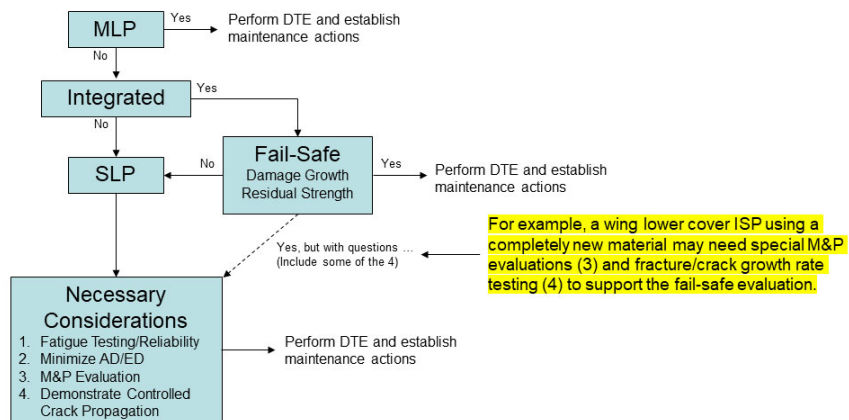 MLP
Yes
Perform DTE and establish
maintenance actions
No
Integrated
Yes
No
SLP
No
Fail-Safe
Damage Growth
Residual Strength
Yes
Perform DTE and establish
maintenance actions
Yes, but with questions ...
(Include some of the 4)
For example, a wing lower cover ISP using a
completely new material may need special M&P
evaluations (3) and fracture/crack growth rate
testing (4) to support the fail-safe evaluation.
Necessary
Considerations
1. Fatigue Testing/Reliability
2. Minimize AD/ED
3. M&P Evaluation
4. Demonstrate Controlled
Crack Propagation
Perform DTE and establish
maintenance actions